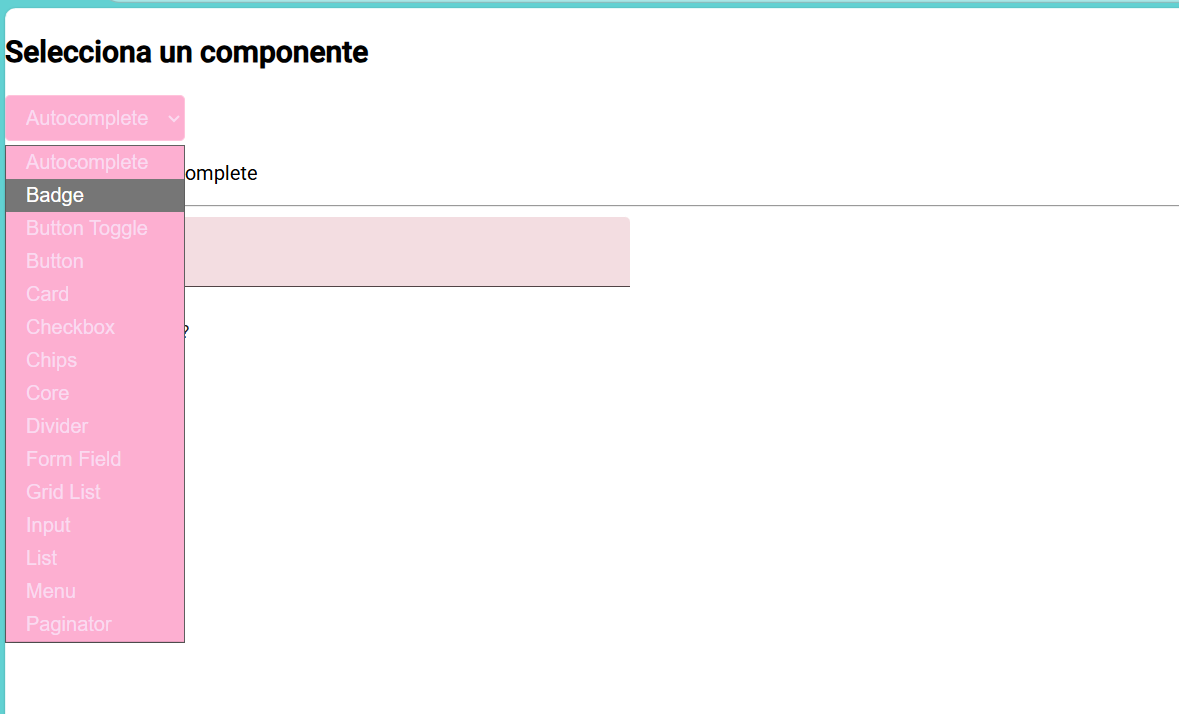 Selecciona un componente
Autocomplete
Autocomplete
omplete
Badge
Button Toggle
Button
Card
Checkbox
?
Chips
Core
Divider
Form Field
Grid List
Input
List
Menu
Paginator